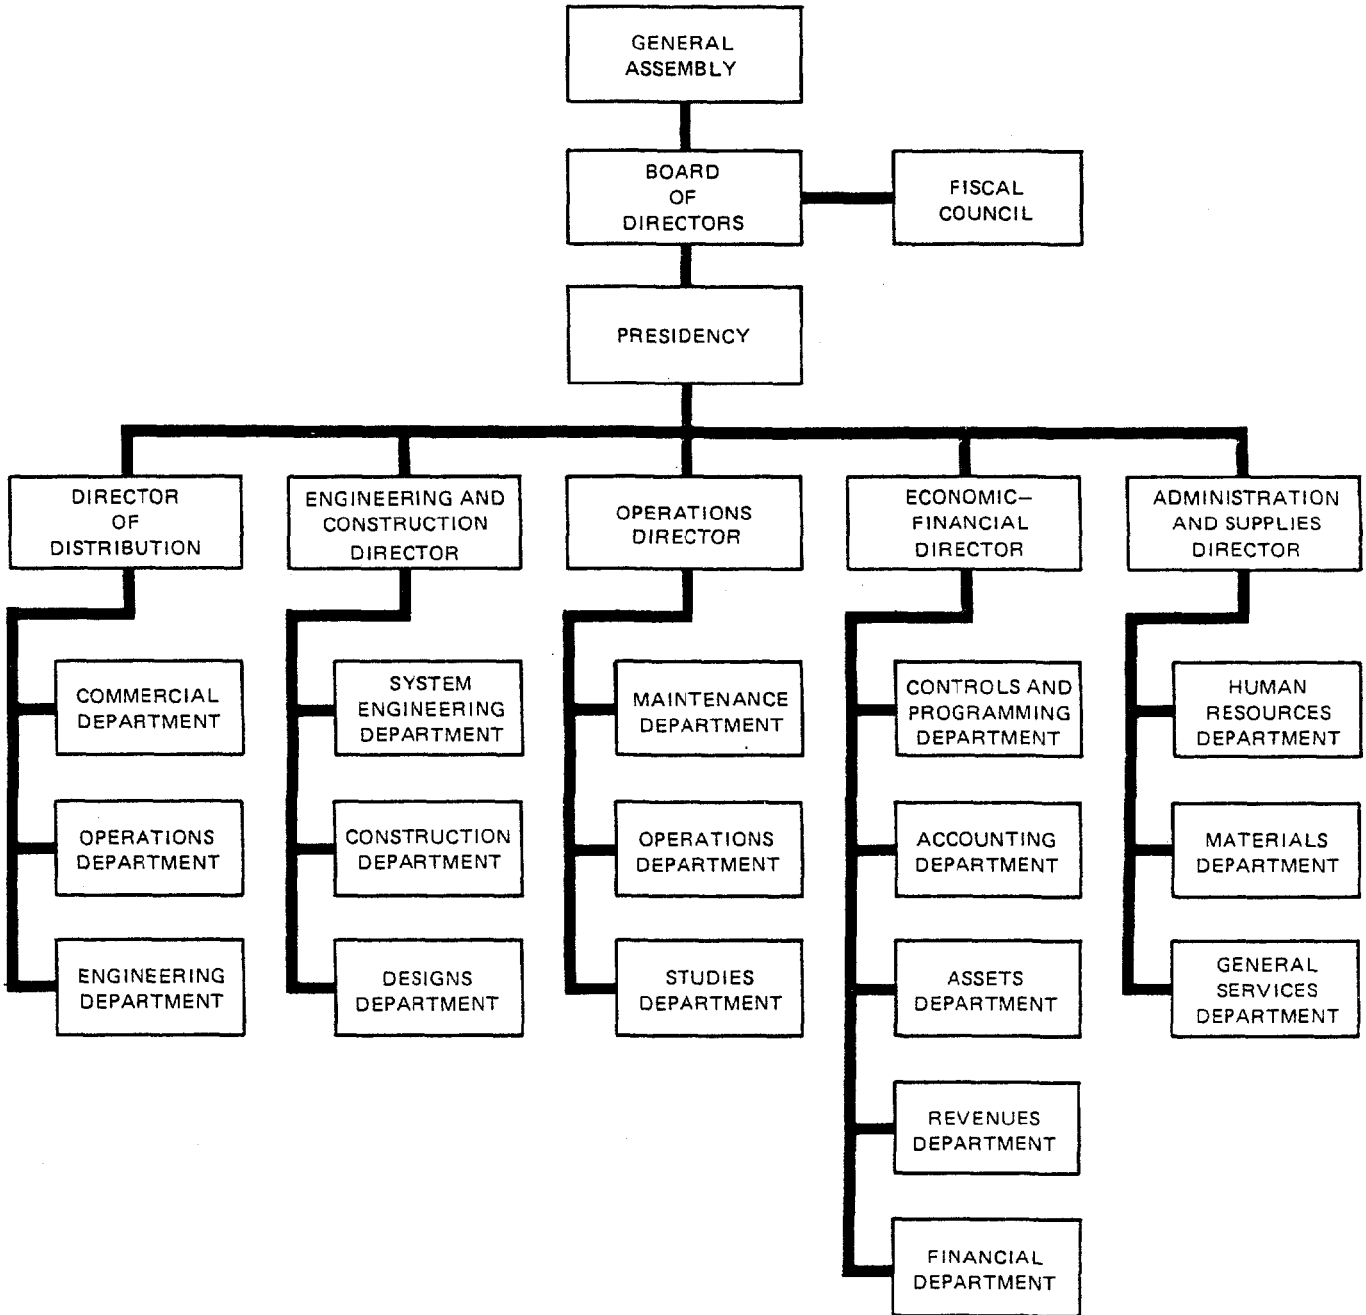 GENERAL
ASSEMBLY
BOARD
OF
DIRECTORS
FISCAL
COUNCIL
PRESIDENCY
DIRECTOR
OF
DISTRIBUTION
ENGINEERING AND
CONSTRUCTION
DIRECTOR
OPERATIONS
DIRECTOR
ECONOMIC–
FINANCIAL
DIRECTOR
ADMINISTRATION
AND SUPPLIES
DIRECTOR
COMMERCIAL
DEPARTMENT
OPERATIONS
DEPARTMENT
ENGINEERING
DEPARTMENT
SYSTEM
ENGINEERING
DEPARTMENT
CONSTRUCTION
DEPARTMENT
DESIGNS
DEPARTMENT
MAINTENANCE
DEPARTMENT
OPERATIONS
DEPARTMENT
STUDIES
DEPARTMENT
CONTROLS AND
PROGRAMMING
DEPARTMENT
ACCOUNTING
DEPARTMENT
ASSETS
DEPARTMENT
REVENUES
DEPARTMENT
FINANCIAL
DEPARTMENT
HUMAN
RESOURCES
DEPARTMENT
MATERIALS
DEPARTMENT
GENERAL
SERVICES
DEPARTMENT